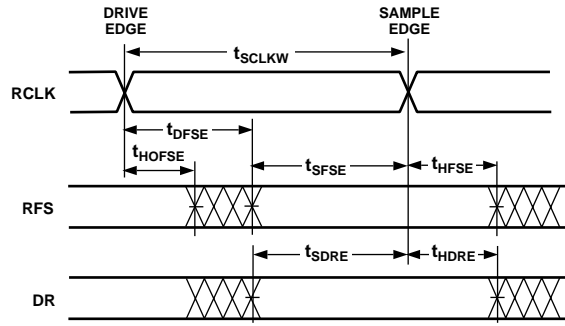 DRIVE
EDGE
SAMPLE
EDGE
tSCLKW
RCLK
tDFSE
tHOFSE
tSFSE
tHFSE
RFS
tSDRE
tHDRE
DR